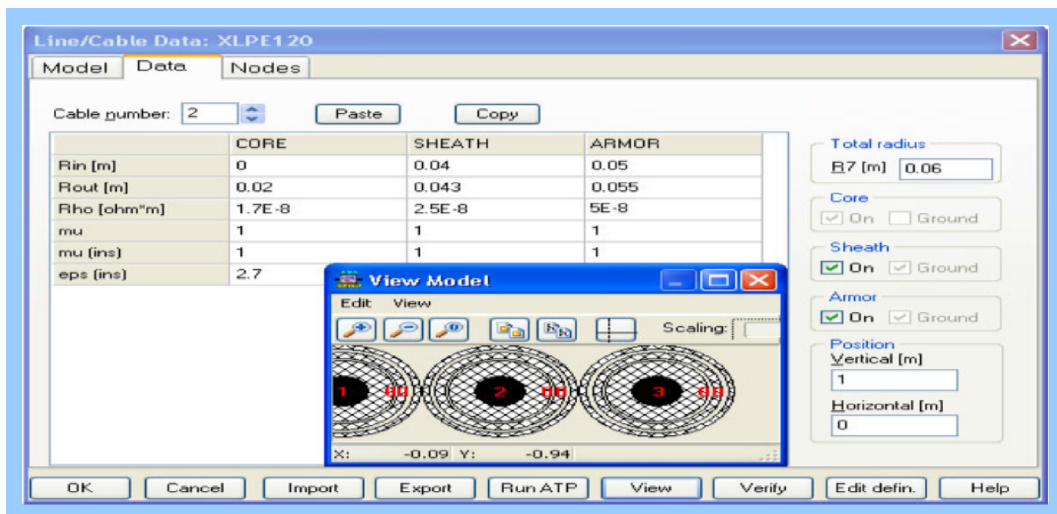 Line/Cable Data: XLPE120
Model Data Nodes
Cable number: 2 Paste Copy
CORE SHEATH ARMOR
Rin [m] 0 0.04 0.05
Rout [m] 0.02 0.043 0.055
Rho [ohm*m] 1.7E-8 2.5E-8 5E-8
mu 1 1 1
mu (ins) 1 1 1
eps (ins) 2.7
Total radius
R7 [m] 0.06
Core
On Ground
Sheath
On Ground
Armor
On Ground
Position
Vertical [m]
1
Horizontal [m]
0
View Model
Edit View
Scaling:
1 00 2 00 3 00
X: -0.09 Y: -0.94
OK Cancel Import Export Run ATP View Verify Edit defin. Help